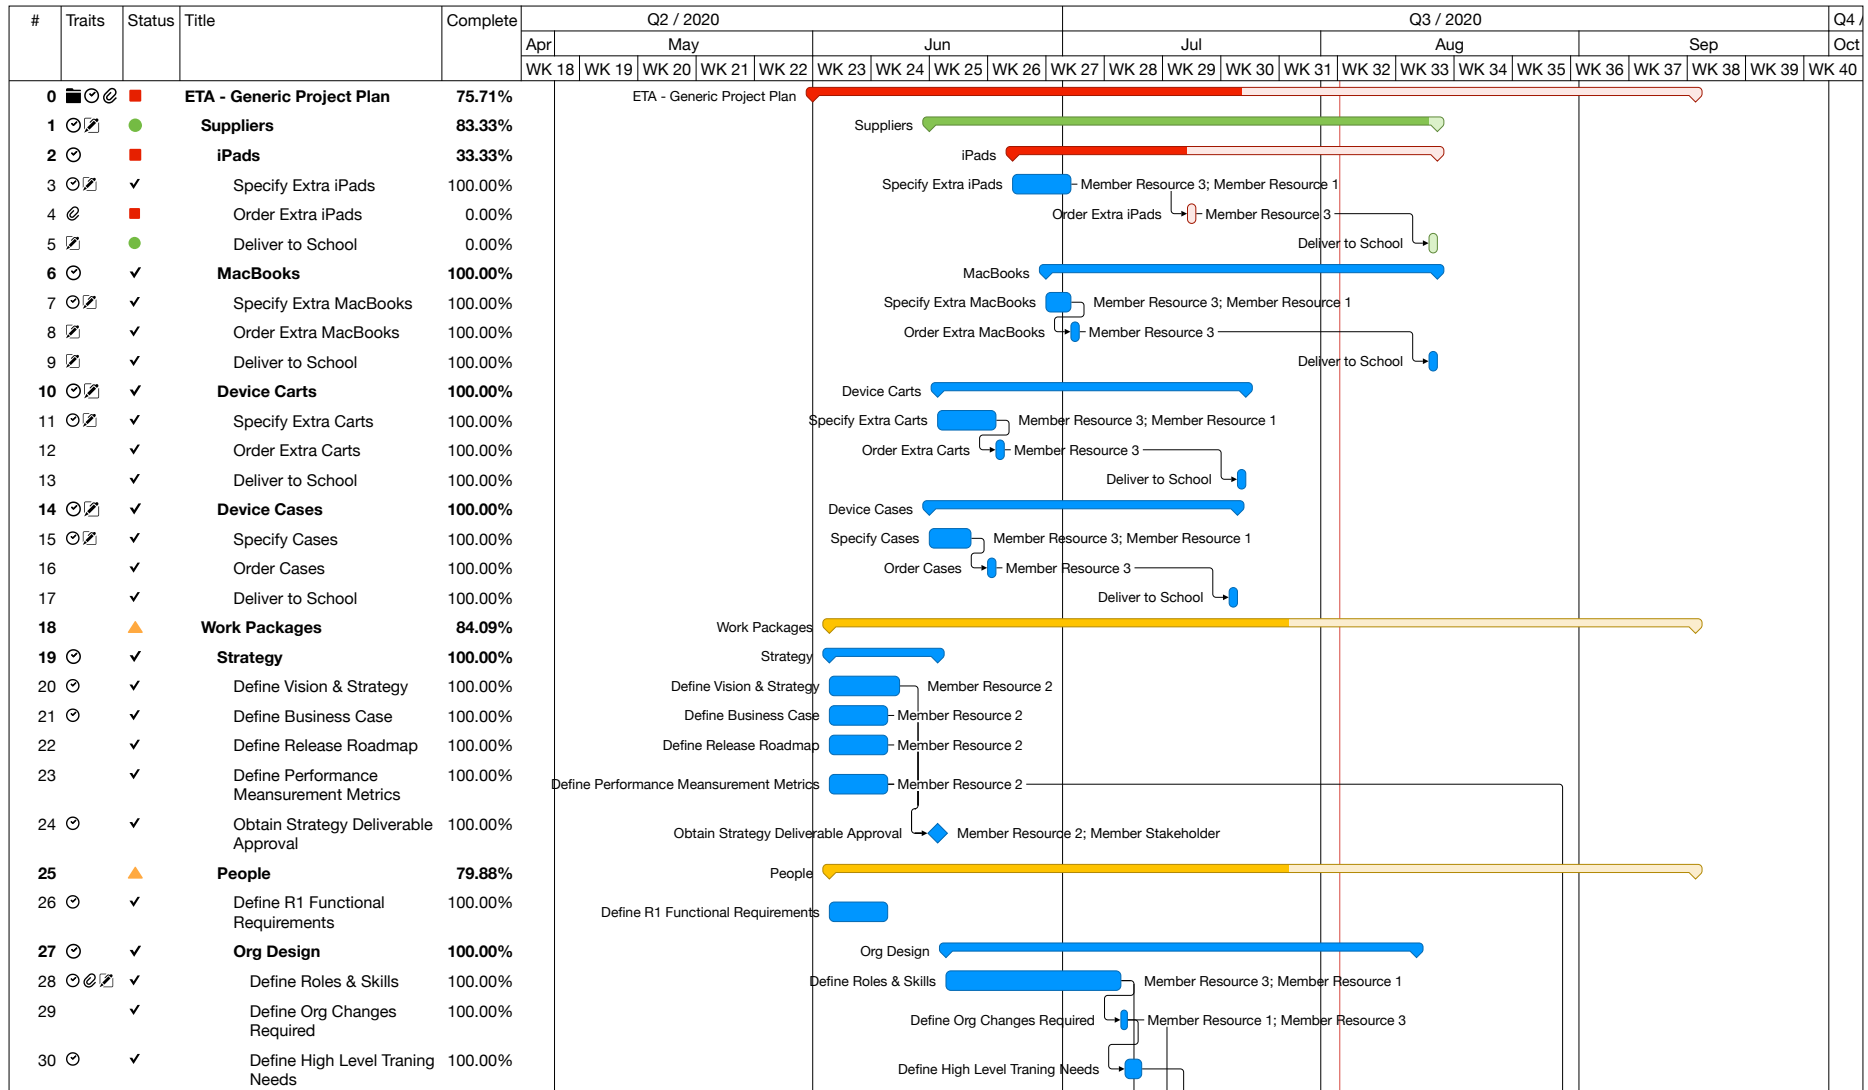 # Traits Status Title Complete Q2 / 2020 Q3 / 2020 Q4 /
Apr May Jun Jul Aug Sep Oct
WK 18 WK 19 WK 20 WK 21 WK 22 WK 23 WK 24 WK 25 WK 26 WK 27 WK 28 WK 29 WK 30 WK 31 WK 32 WK 33 WK 34 WK 35 WK 36 WK 37 WK 38 WK 39 WK 40
0 ETA - Generic Project Plan 75.71% ETA - Generic Project Plan
1 Suppliers 83.33% Suppliers
2 iPads 33.33% iPads
3 Specify Extra iPads 100.00% Specify Extra iPads Member Resource 3; Member Resource 1
4 Order Extra iPads 0.00% Order Extra iPads Member Resource 3
5 Deliver to School 0.00% Deliver to School
6 MacBooks 100.00% MacBooks
7 Specify Extra MacBooks 100.00% Specify Extra MacBooks Member Resource 3; Member Resource 1
8 Order Extra MacBooks 100.00% Order Extra MacBooks Member Resource 3
9 Deliver to School 100.00% Deliver to School
10 Device Carts 100.00% Device Carts
11 Specify Extra Carts 100.00% Specify Extra Carts Member Resource 3; Member Resource 1
12 Order Extra Carts 100.00% Order Extra Carts Member Resource 3
13 Deliver to School 100.00% Deliver to School
14 Device Cases 100.00% Device Cases
15 Specify Cases 100.00% Specify Cases Member Resource 3; Member Resource 1
16 Order Cases 100.00% Order Cases Member Resource 3
17 Deliver to School 100.00% Deliver to School
18 Work Packages 84.09% Work Packages
19 Strategy 100.00% Strategy
20 Define Vision & Strategy 100.00% Define Vision & Strategy Member Resource 2
21 Define Business Case 100.00% Define Business Case Member Resource 2
22 Define Release Roadmap 100.00% Define Release Roadmap Member Resource 2
23 Define Performance 100.00%
Meansurement Metrics Define Performance Meansurement Metrics Member Resource 2
24 Obtain Strategy Deliverable 100.00%
Approval Obtain Strategy Deliverable Approval Member Resource 2; Member Stakeholder
25 People 79.88% People
26 Define R1 Functional 100.00%
Requirements Define R1 Functional Requirements
27 Org Design 100.00% Org Design
28 Define Roles & Skills 100.00% Define Roles & Skills Member Resource 3; Member Resource 1
29 Define Org Changes 100.00%
Required Define Org Changes Required Member Resource 1; Member Resource 3
30 Define High Level Traning 100.00%
Needs Define High Level Traning Needs